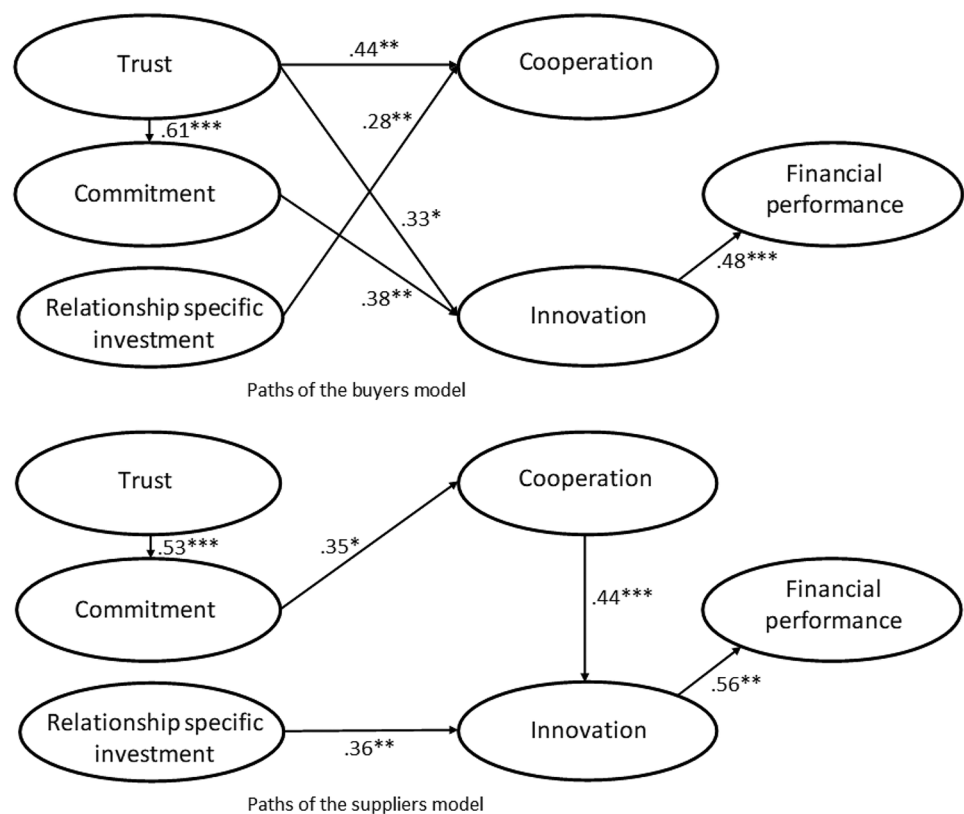 Trust
.44**
Cooperation
.61***
.28**
Commitment
Financial
performance
.33*
.48***
Relationship specific
investment
.38**
Innovation
Paths of the buyers model
Trust
Cooperation
.53***
.35*
Commitment
.44***
Financial
performance
.56**
Relationship specific
investment
.36**
Innovation
Paths of the suppliers model